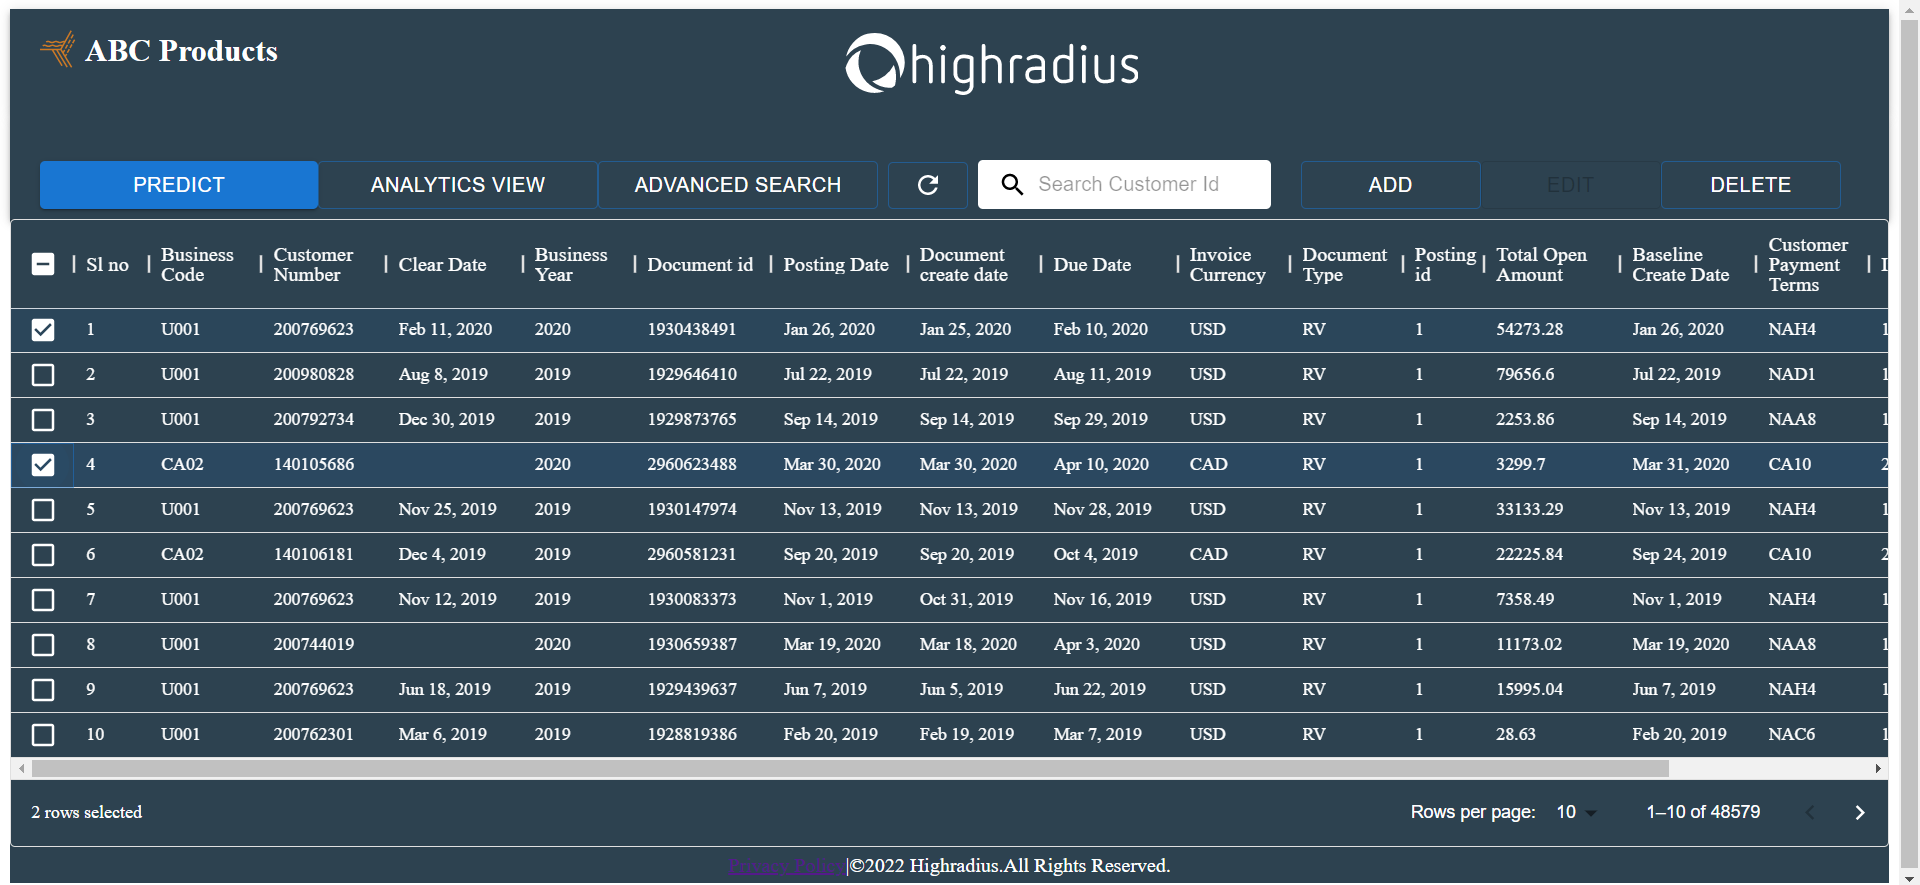 ABC Products
highradius
PREDICT ANALYTICS VIEW ADVANCED SEARCH Search Customer Id ADD EDIT DELETE
Sl no Business Code Customer Number Clear Date Business Year Document id Posting Date Document create date Due Date Invoice Currency Document Type Posting id Total Open Amount Baseline Create Date Customer Payment Terms
1 U001 200769623 Feb 11, 2020 2020 1930438491 Jan 26, 2020 Jan 25, 2020 Feb 10, 2020 USD RV 1 54273.28 Jan 26, 2020 NAH4 1
2 U001 200980828 Aug 8, 2019 2019 1929646410 Jul 22, 2019 Jul 22, 2019 Aug 11, 2019 USD RV 1 79656.6 Jul 22, 2019 NAD1 1
3 U001 200792734 Dec 30, 2019 2019 1929873765 Sep 14, 2019 Sep 14, 2019 Sep 29, 2019 USD RV 1 2253.86 Sep 14, 2019 NAA8 1
4 CA02 140105686 2020 2960623488 Mar 30, 2020 Mar 30, 2020 Apr 10, 2020 CAD RV 1 3299.7 Mar 31, 2020 CA10 2
5 U001 200769623 Nov 25, 2019 2019 1930147974 Nov 13, 2019 Nov 13, 2019 Nov 28, 2019 USD RV 1 33133.29 Nov 13, 2019 NAH4 1
6 CA02 140106181 Dec 4, 2019 2019 2960581231 Sep 20, 2019 Sep 20, 2019 Oct 4, 2019 CAD RV 1 22225.84 Sep 24, 2019 CA10 2
7 U001 200769623 Nov 12, 2019 2019 1930083373 Nov 1, 2019 Oct 31, 2019 Nov 16, 2019 USD RV 1 7358.49 Nov 1, 2019 NAH4 1
8 U001 200744019 2020 1930659387 Mar 19, 2020 Mar 18, 2020 Apr 3, 2020 USD RV 1 11173.02 Mar 19, 2020 NAA8 1
9 U001 200769623 Jun 18, 2019 2019 1929439637 Jun 7, 2019 Jun 5, 2019 Jun 22, 2019 USD RV 1 15995.04 Jun 7, 2019 NAH4 1
10 U001 200762301 Mar 6, 2019 2019 1928819386 Feb 20, 2019 Feb 19, 2019 Mar 7, 2019 USD RV 1 28.63 Feb 20, 2019 NAC6 1
2 rows selected Rows per page: 10 1–10 of 48579
Privacy Policy|©2022 Highradius.All Rights Reserved.